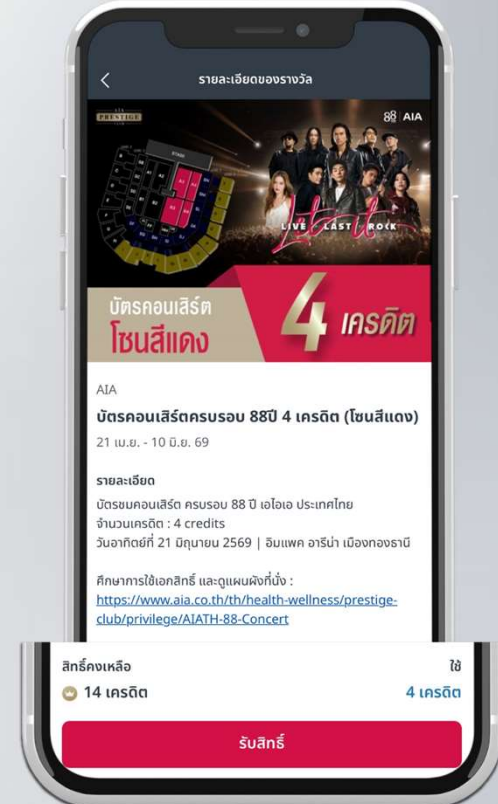 รายละเอียดของรางวัล
AIA
PRESTIGE
CLUB
88 AIA
STAGE
Let it
LIVE LAST ROCK
บัตรคอนเสิร์ต
โซนสีแดง
4 เครดิต
AIA
บัตรคอนเสิร์ตครบรอบ 88ปี 4 เครดิต (โซนสีแดง)
21 เม.ย. - 10 มิ.ย. 69
รายละเอียด
บัตรชมคอนเสิร์ต ครบรอบ 88 ปี เอไอเอ ประเทศไทย
จำนวนเครดิต : 4 credits
วันอาทิตย์ที่ 21 มิถุนายน 2569 | อิมแพค อารีน่า เมืองทองธานี
ศึกษาการใช้เอกสิทธิ์ และดูแผนผังที่นั่ง :
https://www.aia.co.th/th/health-wellness/prestige-
club/privilege/AIATH-88-Concert
สิทธิ์คงเหลือ ใช้
14 เครดิต 4 เครดิต
รับสิทธิ์